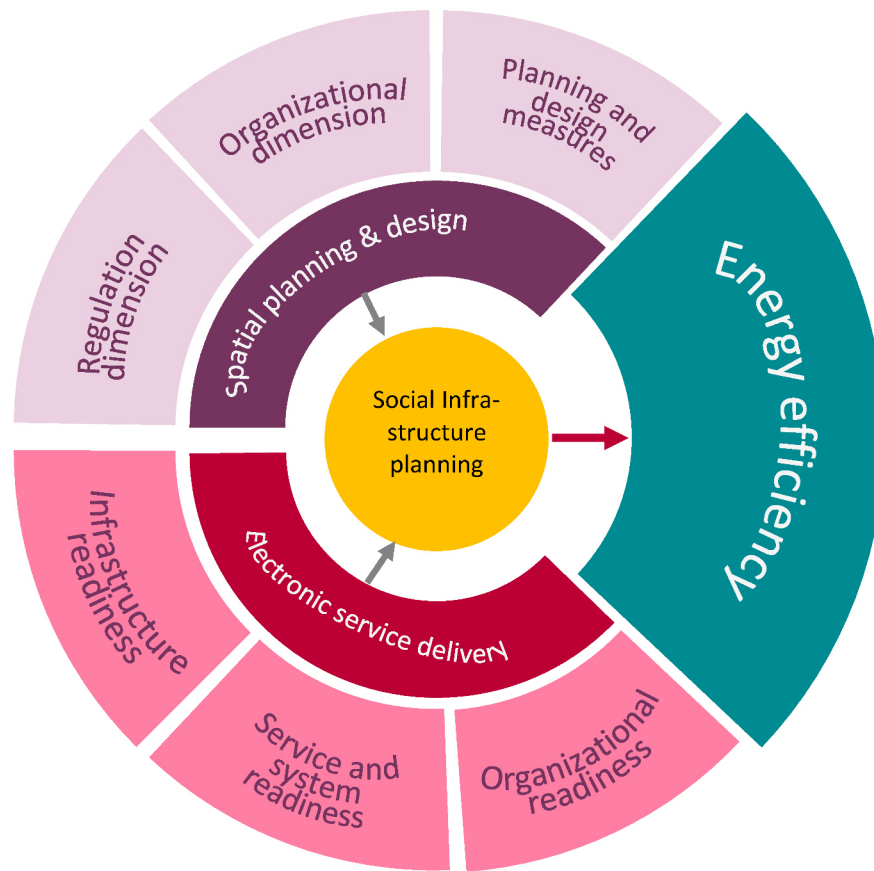 Organizational
dimension
Planning and
design
measures
Regulation
dimension
Spatial planning & design
Energy efficiency
Social Infra-
structure
planning
Electronic service delivery
Infrastructure
readiness
Service and
system
readiness
Organizational
readiness